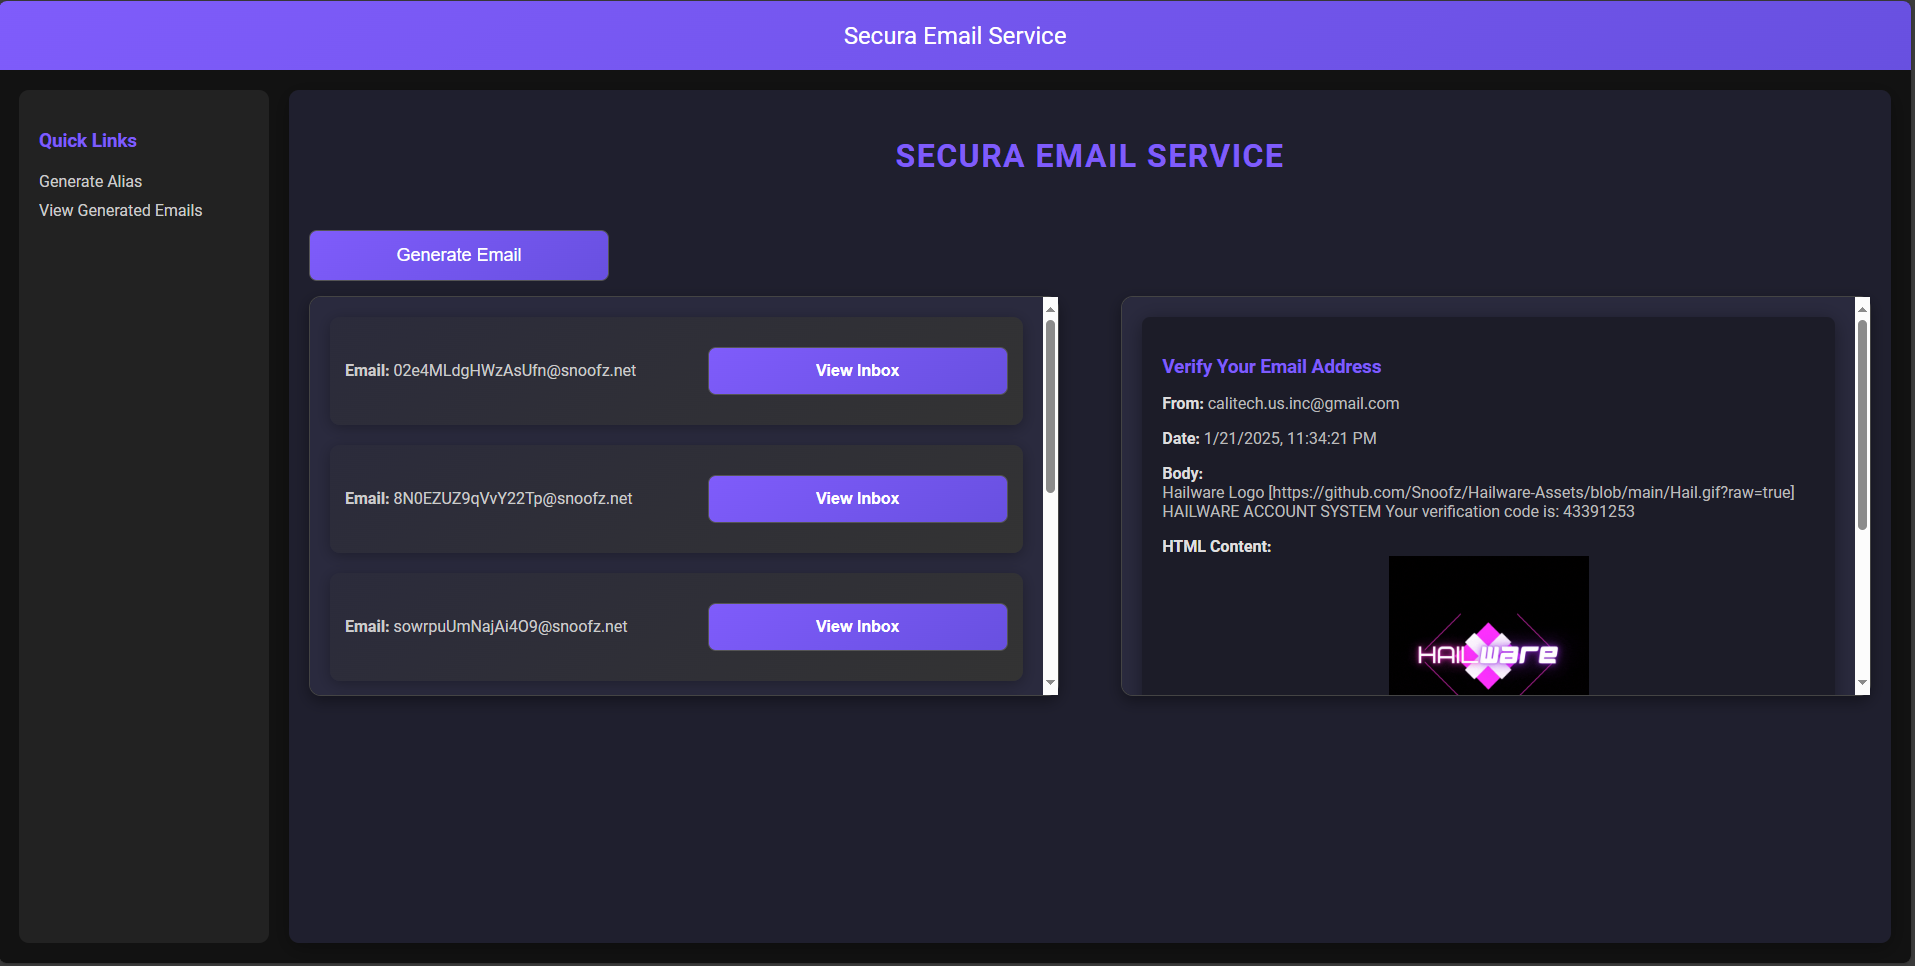 Secura Email Service
Quick Links
Generate Alias
View Generated Emails
SECURA EMAIL SERVICE
Generate Email
Email: 02e4MLdgHWzAsUfn@snoofz.net
View Inbox
Email: 8N0EZUZ9qVvY22Tp@snoofz.net
View Inbox
Email: sowrpuUmNajAi4O9@snoofz.net
View Inbox
Verify Your Email Address
From: calitech.us.inc@gmail.com
Date: 1/21/2025, 11:34:21 PM
Body:
Hailware Logo [https://github.com/Snoofz/Hailware-Assets/blob/main/Hail.gif?raw=true]
HAILWARE ACCOUNT SYSTEM Your verification code is: 43391253
HTML Content:
HAILWARE